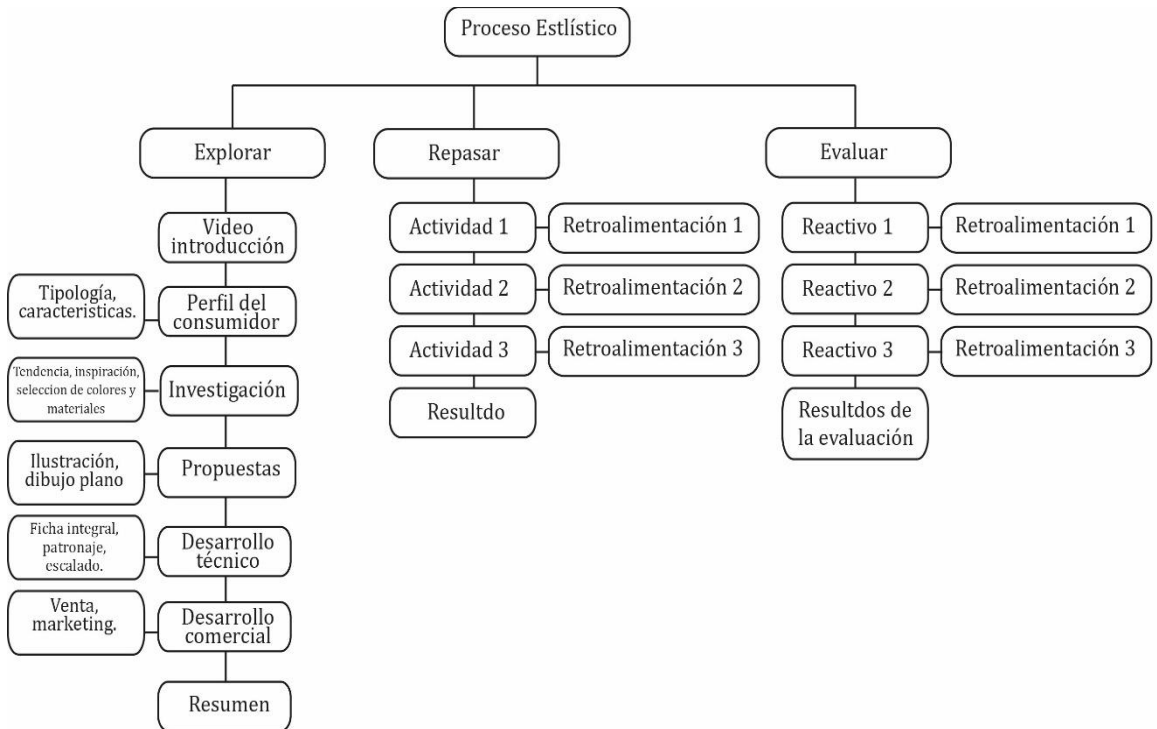 Proceso Estlístico
Explorar
Repasar
Evaluar
Video
introducción
Tipología,
caracteristicas.
Perfil del
consumidor
Tendencia, inspiración,
seleccion de colores y
materiales
Investigación
Ilustración,
dibujo plano
Propuestas
Ficha integral,
patronaje,
escalado.
Desarrollo
técnico
Venta,
marketing.
Desarrollo
comercial
Resumen
Actividad 1
Retroalimentación 1
Actividad 2
Retroalimentación 2
Actividad 3
Retroalimentación 3
Resultdo
Reactivo 1
Retroalimentación 1
Reactivo 2
Retroalimentación 2
Reactivo 3
Retroalimentación 3
Resultdos de
la evaluación